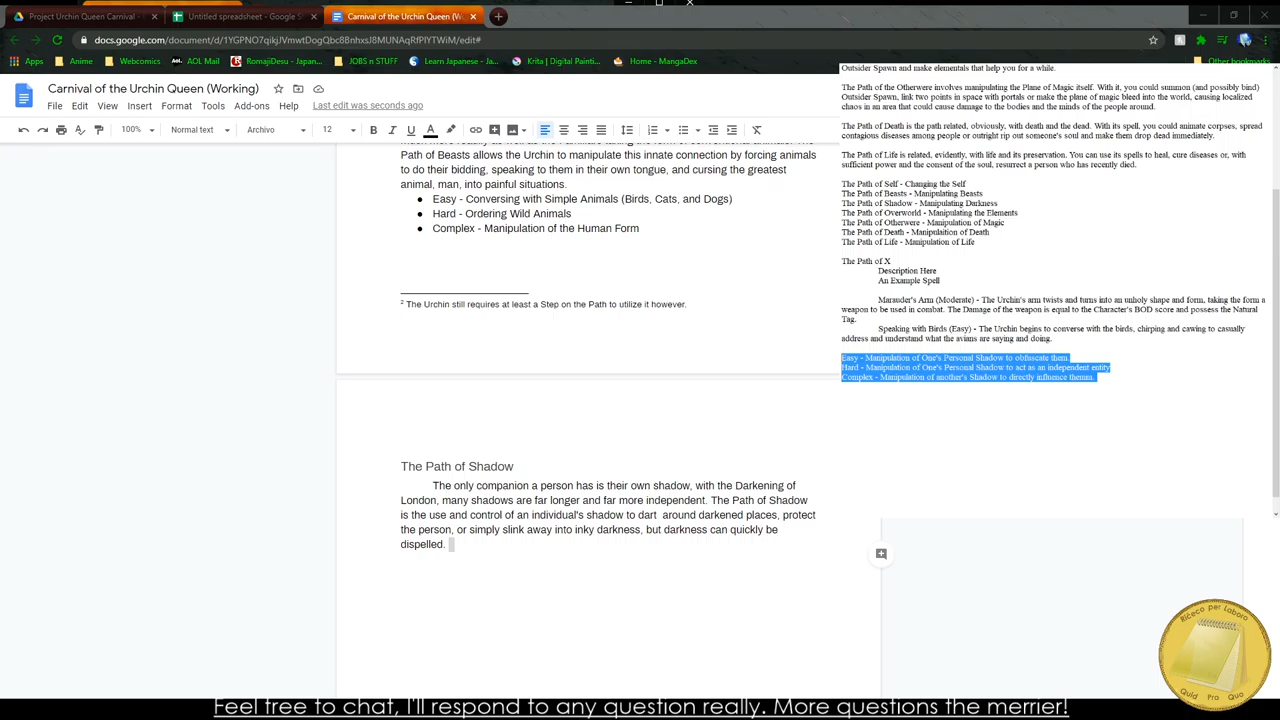 Project Urchin Queen Carnival -
Untitled spreadsheet - Google S
Carnival of the Urchin Queen (W
docs.google.com/document/d/1YGPNO7qikjJVmwtDogQbc8BnhxsJ8MUNAqRfPIYTWiM/edit#
Apps
Anime
Webcomics
AOL Mail
RomajiDesu - Japan...
JOBS n STUFF
Learn Japanese - Ja...
Krita | Digital Painti...
Home - MangaDex
Other bookmarks
Carnival of the Urchin Queen (Working)
File Edit View Insert Format Tools Add-ons Help Last edit was seconds ago
100% Normal text Archivo 12
Path of Beasts allows the Urchin to manipulate this innate connection by forcing animals
to do their bidding, speaking to them in their own tongue, and cursing the greatest
animal, man, into painful situations.
● Easy - Conversing with Simple Animals (Birds, Cats, and Dogs)
● Hard - Ordering Wild Animals
● Complex - Manipulation of the Human Form
2 The Urchin still requires at least a Step on the Path to utilize it however.
The Path of Shadow
The only companion a person has is their own shadow, with the Darkening of
London, many shadows are far longer and far more independent. The Path of Shadow
is the use and control of an individual's shadow to dart around darkened places, protect
the person, or simply slink away into inky darkness, but darkness can quickly be
dispelled.
Outsider Spawn and make elementals that help you for a while.
The Path of the Otherwere involves manipulating the Plane of Magic itself. With it, you could summon (and possibly bind)
Outsider Spawn, link two points in space with portals or make the plane of magic bleed into the world, causing localized
chaos in an area that could cause damage to the bodies and the minds of the people around.
The Path of Death is the path related, obviously, with death and the dead. With its spell, you could animate corpses, spread
contagious diseases among people or outright rip out someone's soul and make them drop dead immediately.
The Path of Life is related, evidently, with life and its preservation. You can use its spells to heal, cure diseases or, with
sufficient power and the consent of the soul, resurrect a person who has recently died.
The Path of Self - Changing the Self
The Path of Beasts - Manipulating Beasts
The Path of Shadow - Manipulating Darkness
The Path of Overworld - Manipulating the Elements
The Path of Otherwere - Manipulation of Magic
The Path of Death - Manipulaition of Death
The Path of Life - Manipulation of Life
The Path of X
Description Here
An Example Spell
Marauder's Arm (Moderate) - The Urchin's arm twists and turns into an unholy shape and form, taking the form a
weapon to be used in combat. The Damage of the weapon is equal to the Character's BOD score and possess the Natural
Tag.
Speaking with Birds (Easy) - The Urchin begins to converse with the birds, chirping and cawing to casually
address and understand what the avians are saying and doing.
Easy - Manipulation of One's Personal Shadow to obfuscate them.
Hard - Manipulation of One's Personal Shadow to act as an independent entity
Complex - Manipulation of another's Shadow to directly influence themm.
Riceco per Laboro
Quid Pro Quo
Feel free to chat, I'll respond to any question really. More questions the merrier!